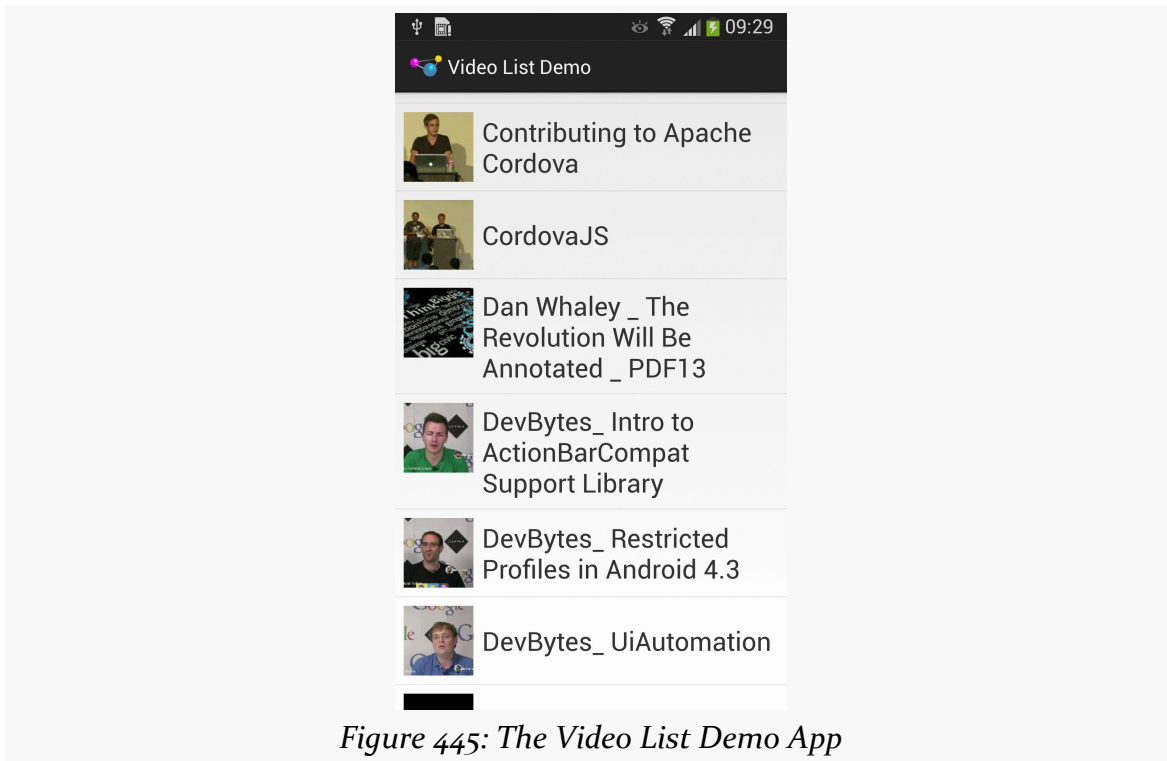 09:29
Video List Demo
Contributing to Apache
Cordova
CordovaJS
Dan Whaley _ The
Revolution Will Be
Annotated _ PDF13
DevBytes_ Intro to
ActionBarCompat
Support Library
DevBytes_ Restricted
Profiles in Android 4.3
DevBytes_ UiAutomation
Figure 445: The Video List Demo App